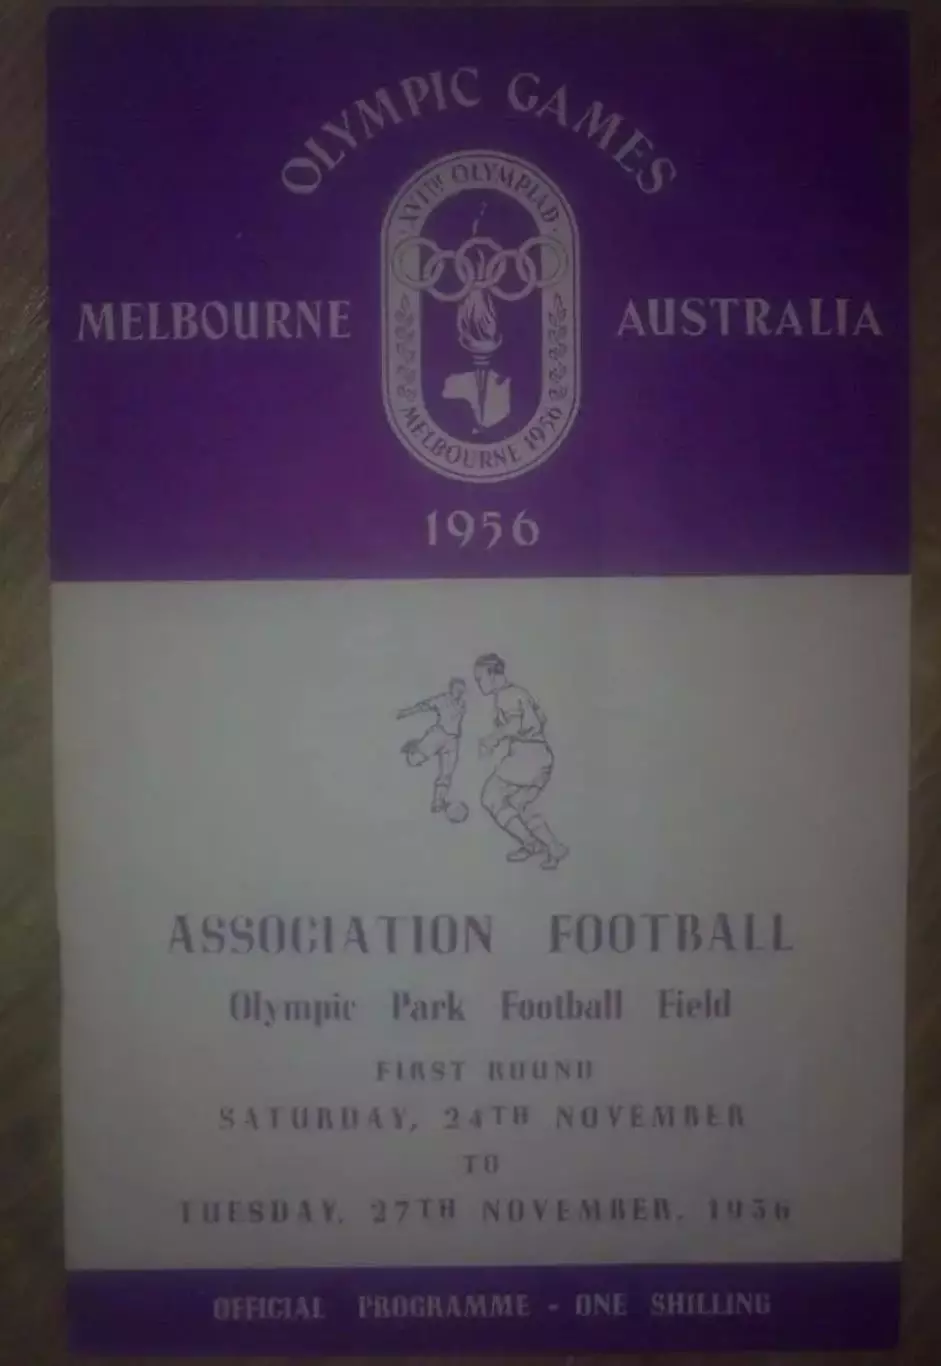 OLYMPIC GAMES
XVITH OLYMPIAD
MELBOURNE AUSTRALIA
MELBOURNE 1956
1956
ASSOCIATION FOOTBALL
Olympic Park Football Field
FIRST ROUND
SATURDAY, 24TH NOVEMBER
TO
TUESDAY, 27TH NOVEMBER, 1956
OFFICIAL PROGRAMME - ONE SHILLING